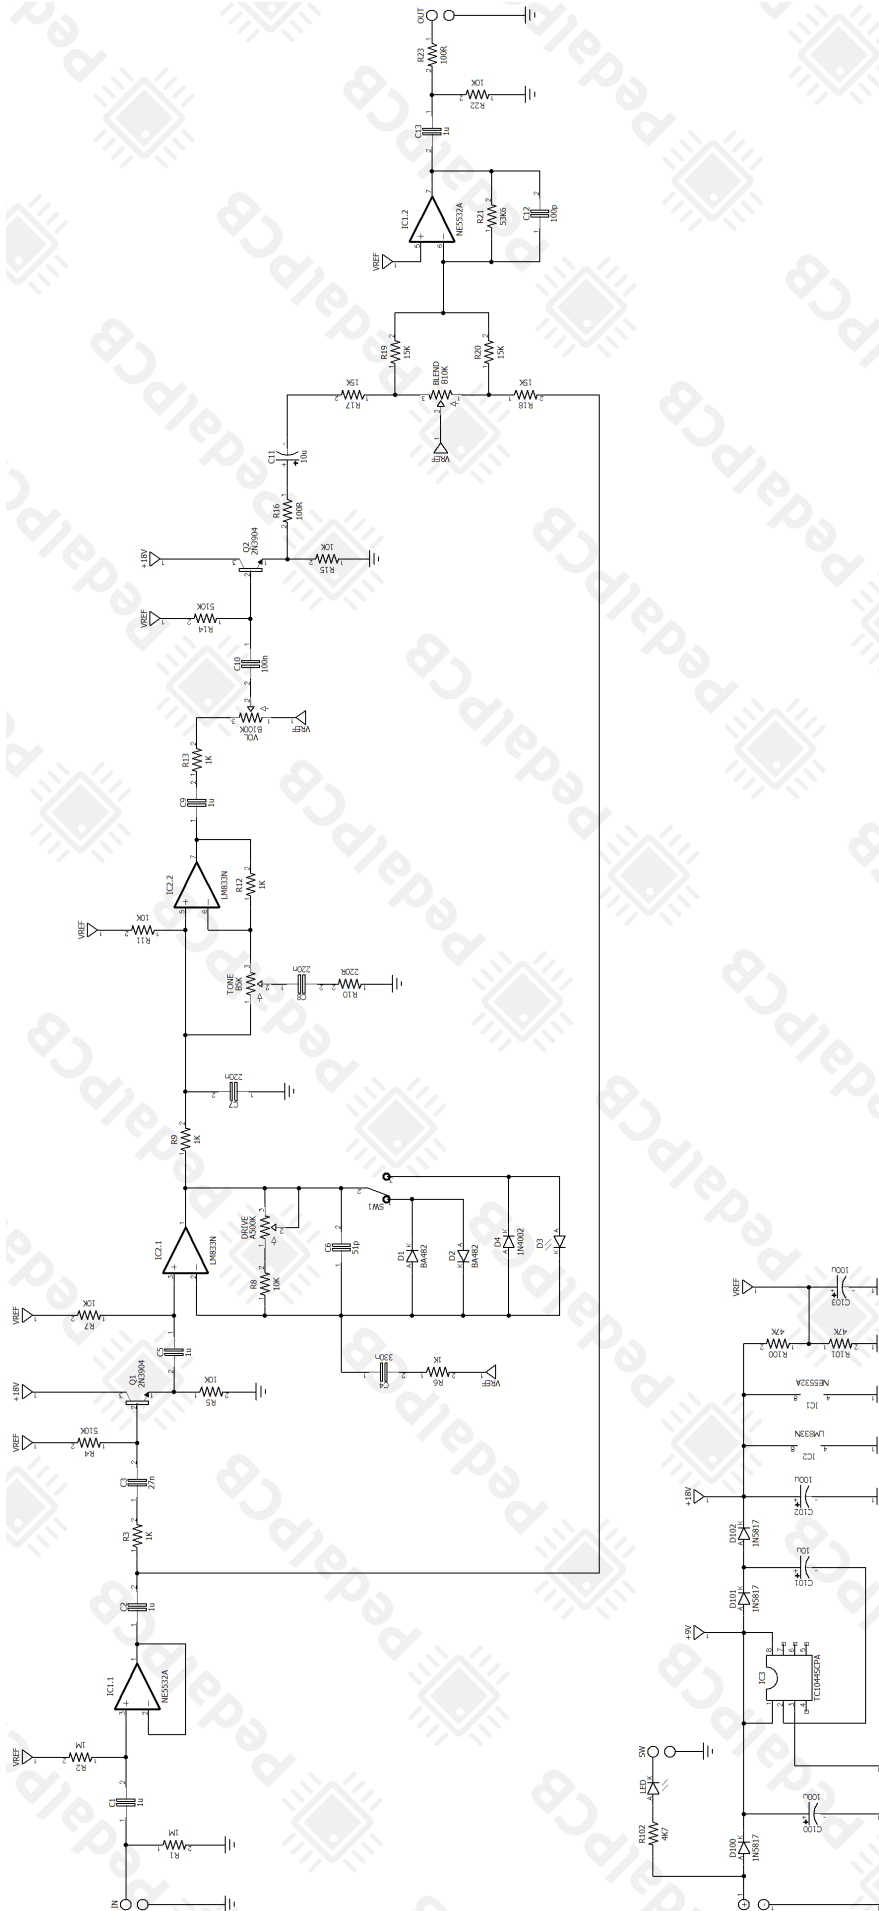 OUT
R23
100R
R22
10K
C13
1u
IC1.2
NE5532A
R21
53K6
C12
100p
VREF
R19
15K
R20
15K
BLEND
B10K
R17
15K
R18
15K
VREF
C11
10u
R16
100R
+18V
Q2
2N3904
R15
10K
VREF
R14
510K
C10
100n
VOL
B100K
VREF
R13
1K
C9
1u
IC2.2
LM833N
R12
1K
VREF
R11
10K
TONE
B5K
C8
220n
R10
220R
C7
220n
R9
1K
IC2.1
LM833N
DRIVE
A500K
R8
10K
C6
51p
SW1
D1
BA482
D2
BA482
D4
1N4002
D3
VREF
R7
10K
C5
1u
C4
330n
R6
1K
VREF
+18V
Q1
2N3904
R5
10K
VREF
R4
510K
C3
27n
R3
1K
C2
1u
IC1.1
NE5532A
VREF
R2
1M
C1
1u
R1
1M
IN
VREF
C103
100u
R100
47K
R101
47K
IC1
NE5532A
IC2
LM833N
+18V
C102
100u
D102
1N5817
C101
10u
D101
1N5817
+9V
IC3
TC1044SCPA
SW
LED
R102
4K7
C100
100u
D100
1N5817
PedalPCB